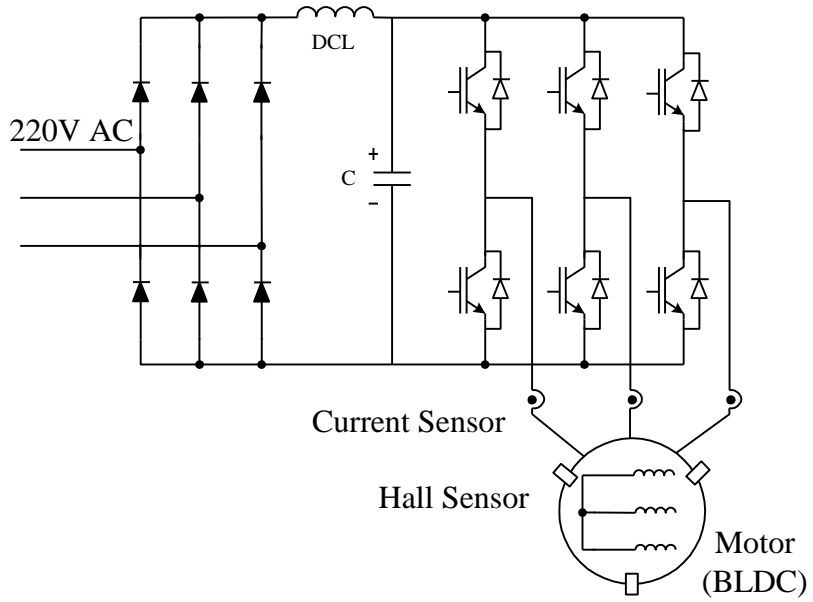 DCL
220V AC
+
C
−
Current Sensor
Hall Sensor
Motor
(BLDC)